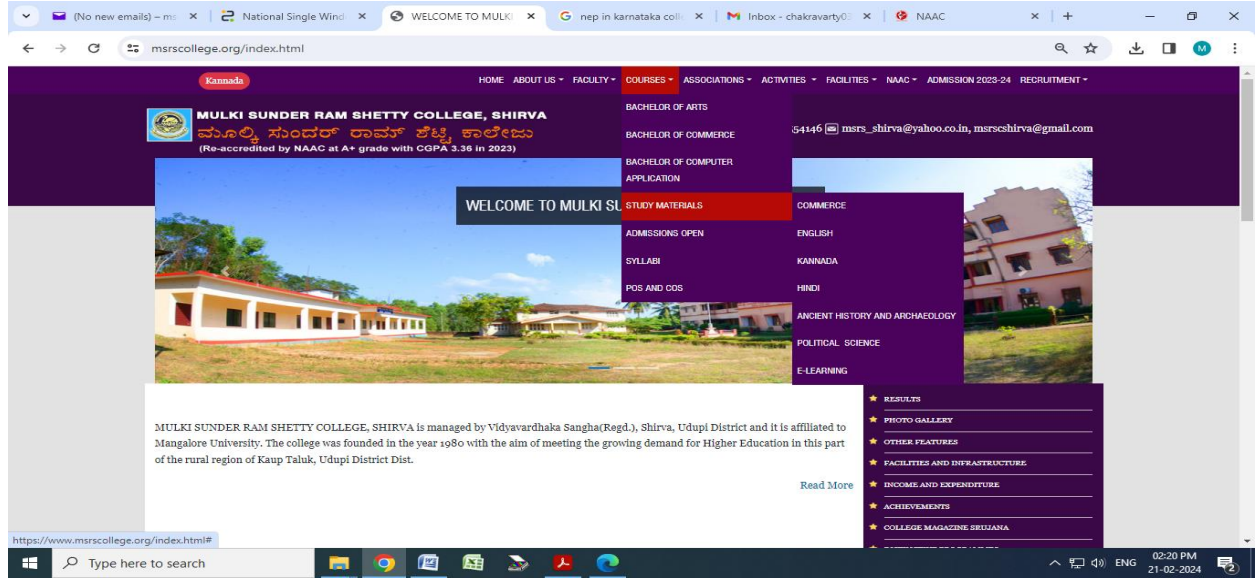 (No new emails) – ms
National Single Wind
WELCOME TO MULKI
nep in karnataka coll
Inbox - chakravarty03
NAAC
msrscollege.org/index.html
M
Kannada
HOME ABOUT US FACULTY COURSES ASSOCIATIONS ACTIVITIES FACILITIES NAAC ADMISSION 2023-24 RECRUITMENT
MULKI SUNDER RAM SHETTY COLLEGE, SHIRVA
ಮೂಲ್ಕಿ ಸುಂದರ್ ರಾಮ್ ಶೆಟ್ಟಿ ಕಾಲೇಜು
(Re-accredited by NAAC at A+ grade with CGPA 3.36 in 2023)
54146 msrs_shirva@yahoo.co.in, msrscshirva@gmail.com
BACHELOR OF ARTS
BACHELOR OF COMMERCE
BACHELOR OF COMPUTER
APPLICATION
STUDY MATERIALS
ADMISSIONS OPEN
SYLLABI
POS AND COS
COMMERCE
ENGLISH
KANNADA
HINDI
ANCIENT HISTORY AND ARCHAEOLOGY
POLITICAL SCIENCE
E-LEARNING
WELCOME TO MULKI SU
RESULTS
PHOTO GALLERY
OTHER FEATURES
FACILITIES AND INFRASTRUCTURE
INCOME AND EXPENDITURE
ACHIEVEMENTS
COLLEGE MAGAZINE SRUJANA
MULKI SUNDER RAM SHETTY COLLEGE, SHIRVA is managed by Vidyavardhaka Sangha(Regd.), Shirva, Udupi District and it is affiliated to
Mangalore University. The college was founded in the year 1980 with the aim of meeting the growing demand for Higher Education in this part
of the rural region of Kaup Taluk, Udupi District Dist.
Read More
https://www.msrscollege.org/index.html#
Type here to search
ENG
02:20 PM
21-02-2024
2